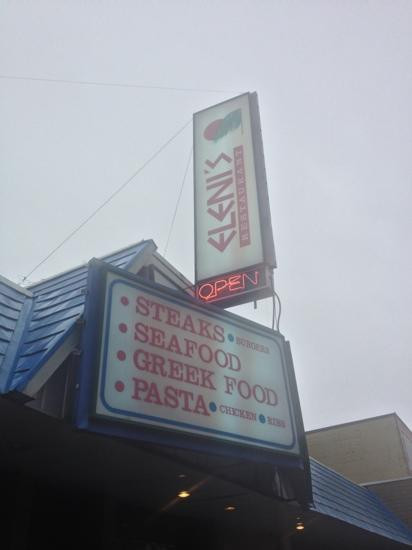 ELENI'S
RESTAURANT
OPEN
• STEAKS • BURGERS
• SEAFOOD
• GREEK FOOD
• PASTA • CHICKEN • RIBS